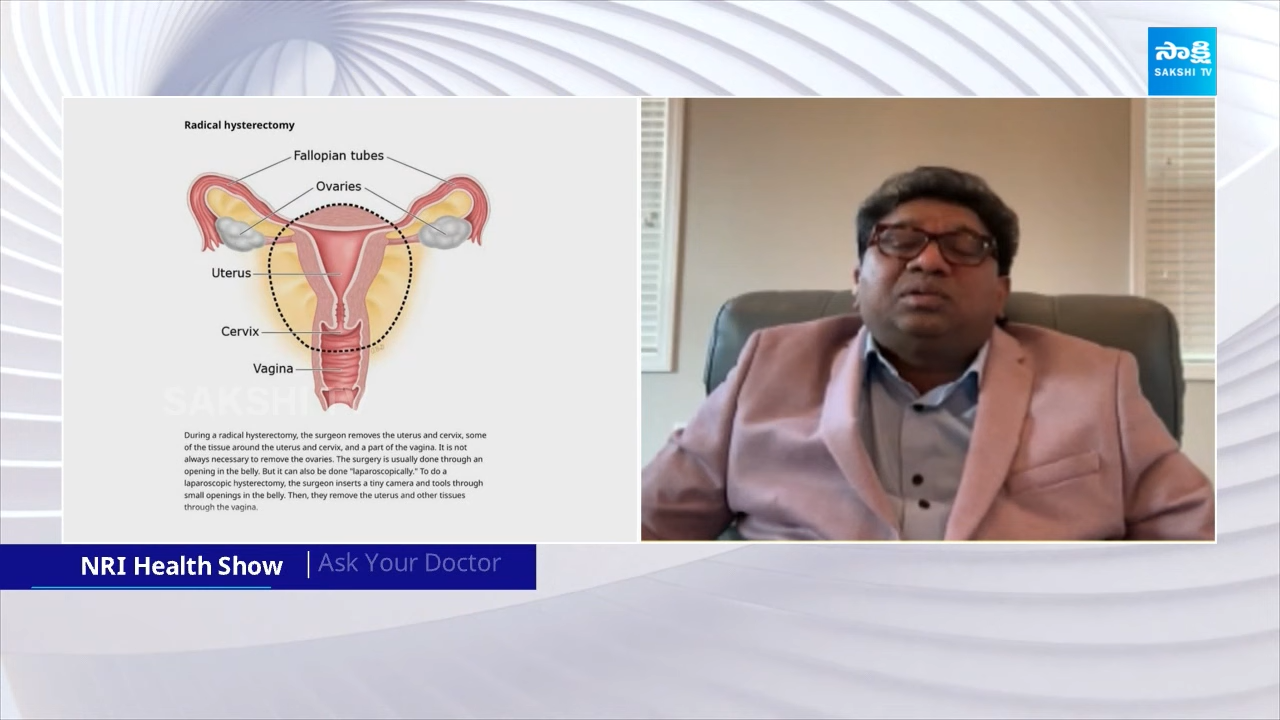 సాక్షి
SAKSHI TV
Radical hysterectomy
Fallopian tubes
Ovaries
Uterus
Cervix
Vagina
SAKSHI
During a radical hysterectomy, the surgeon removes the uterus and cervix, some
of the tissue around the uterus and cervix, and a part of the vagina. It is not
always necessary to remove the ovaries. The surgery is usually done through an
opening in the belly. But it can also be done "laparoscopically." To do a
laparoscopic hysterectomy, the surgeon inserts a tiny camera and tools through
small openings in the belly. Then, they remove the uterus and other tissues
through the vagina.
NRI Health Show | Ask Your Doctor